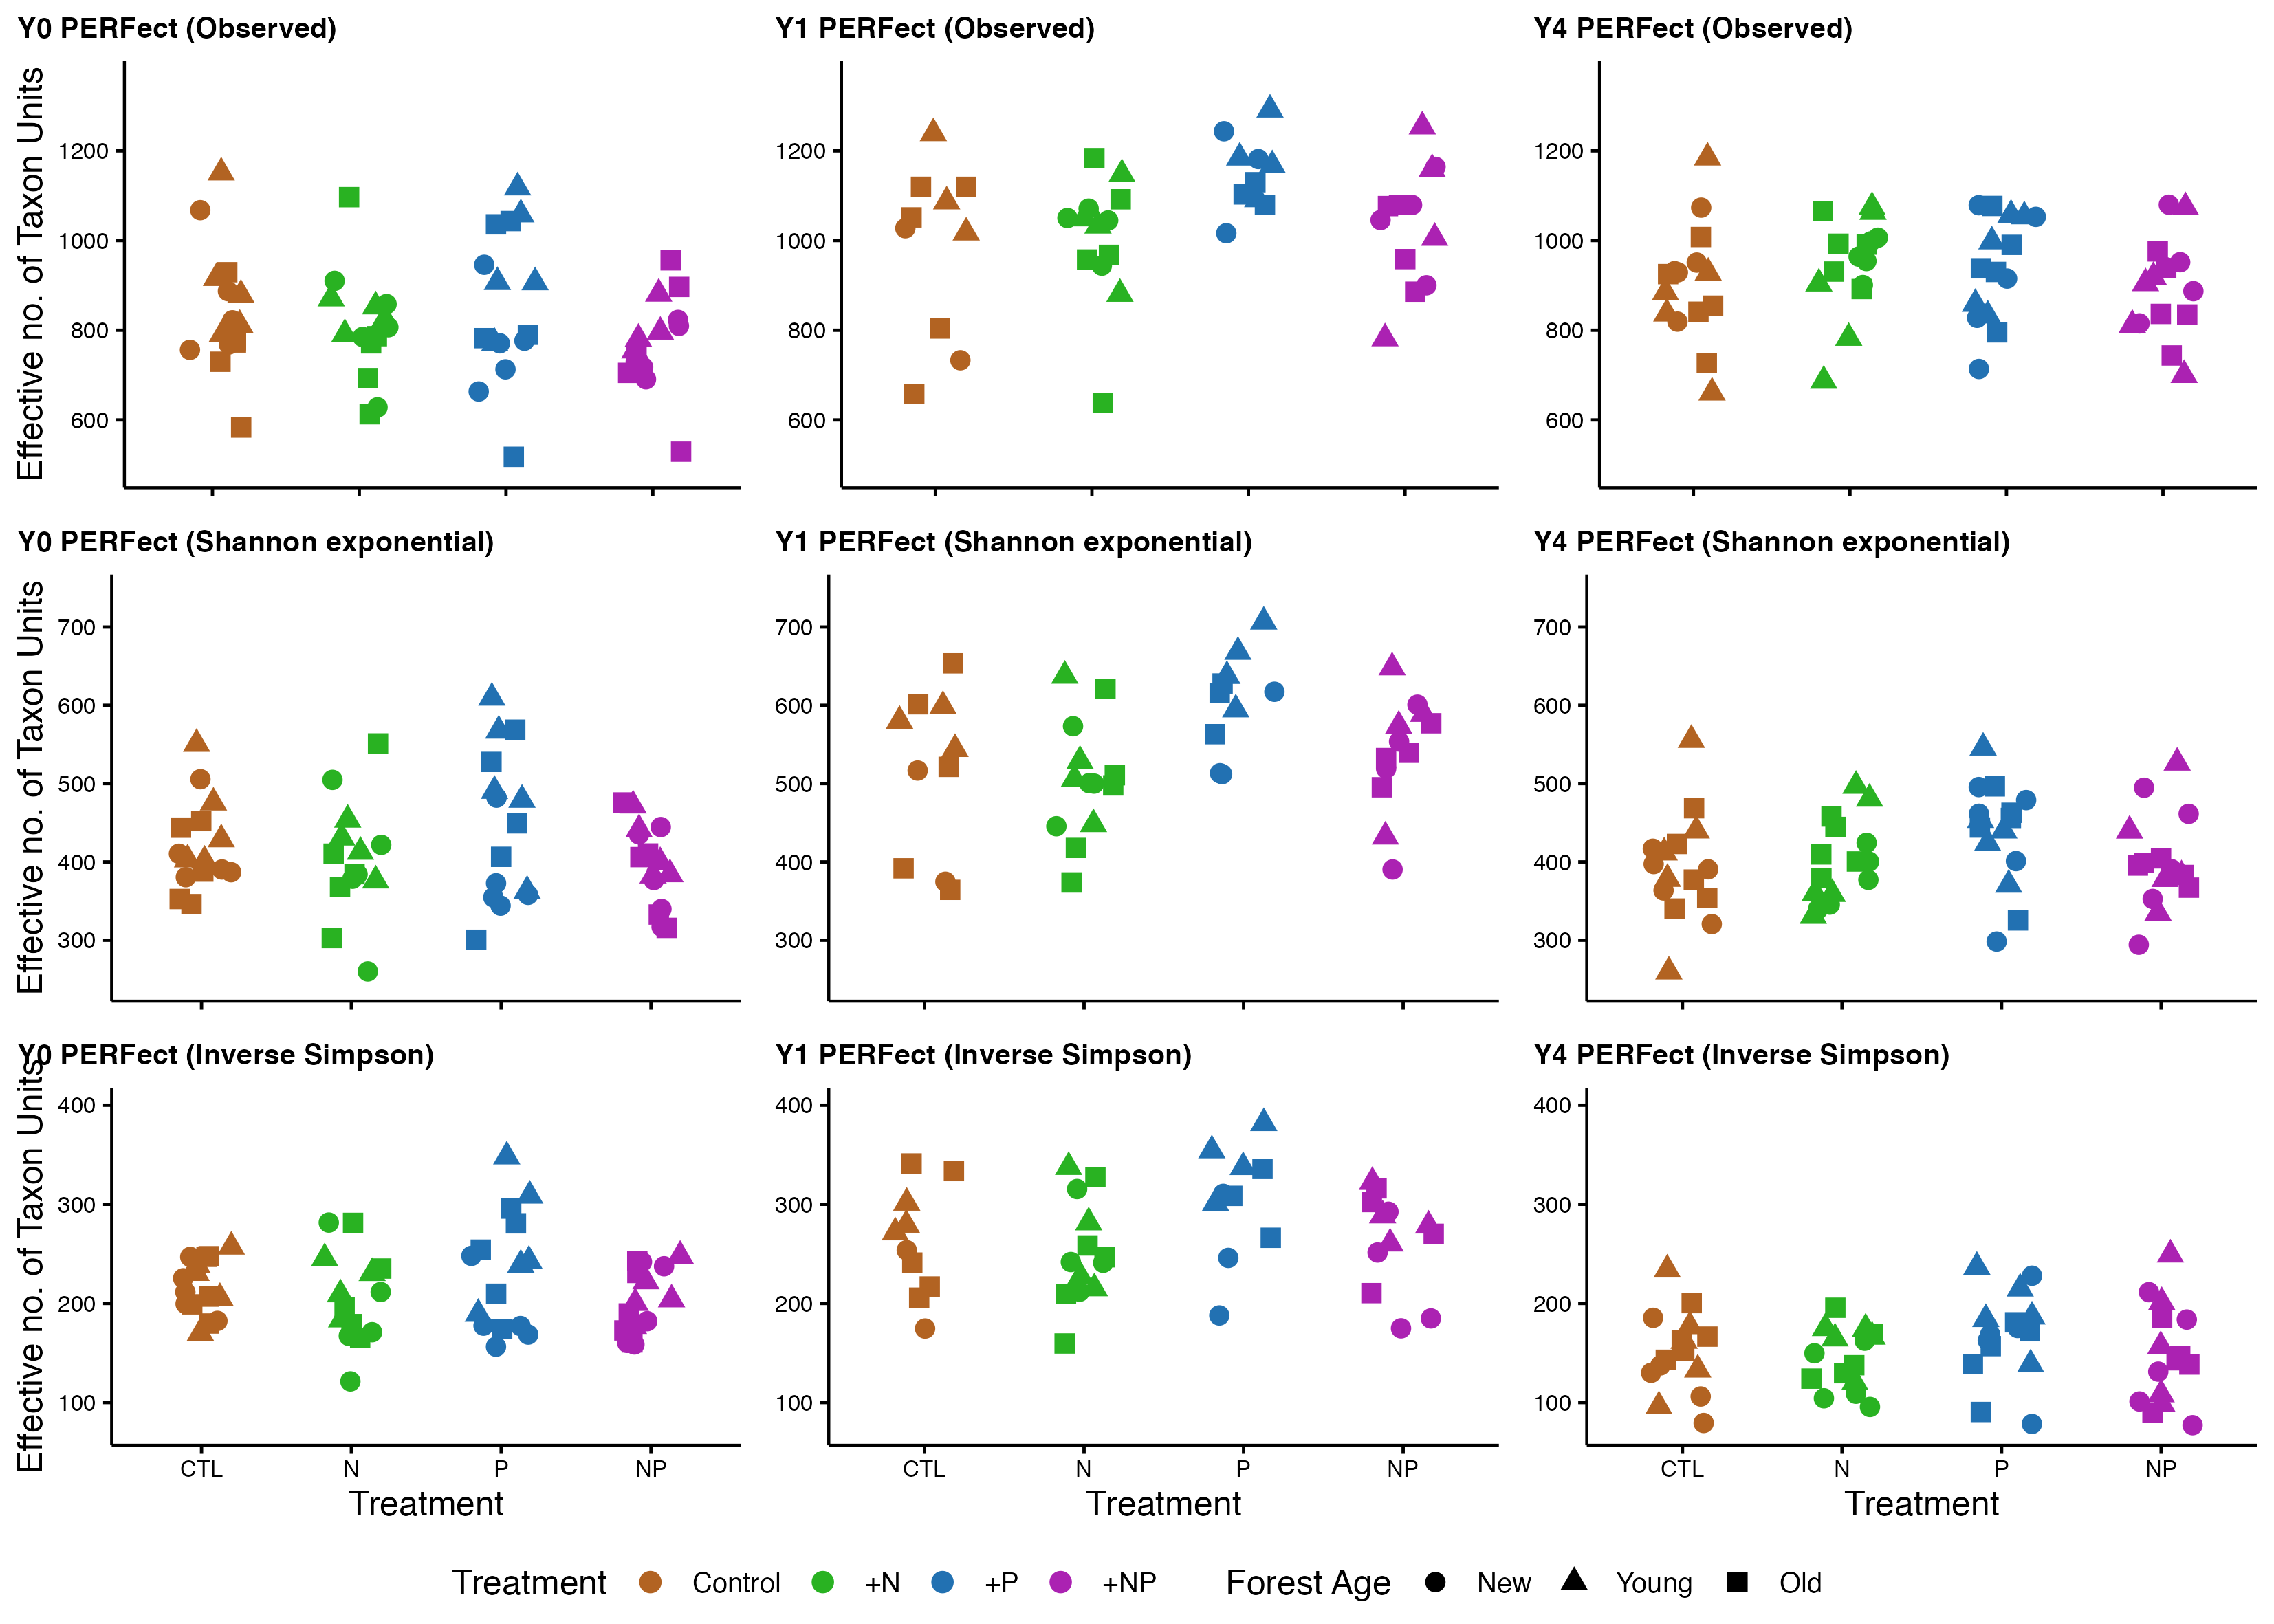 Y0 PERFect (Observed)
Y1 PERFect (Observed)
Y4 PERFect (Observed)
Effective no. of Taxon Units
1200
1000
800
600
1200
1000
800
600
1200
1000
800
600
Y0 PERFect (Shannon exponential)
Y1 PERFect (Shannon exponential)
Y4 PERFect (Shannon exponential)
Effective no. of Taxon Units
700
600
500
400
300
700
600
500
400
300
700
600
500
400
300
Y0 PERFect (Inverse Simpson)
Y1 PERFect (Inverse Simpson)
Y4 PERFect (Inverse Simpson)
Effective no. of Taxon Units
400
300
200
100
400
300
200
100
400
300
200
100
CTL N P NP
CTL N P NP
CTL N P NP
Treatment
Treatment
Treatment
Treatment Control +N +P +NP Forest Age New Young Old